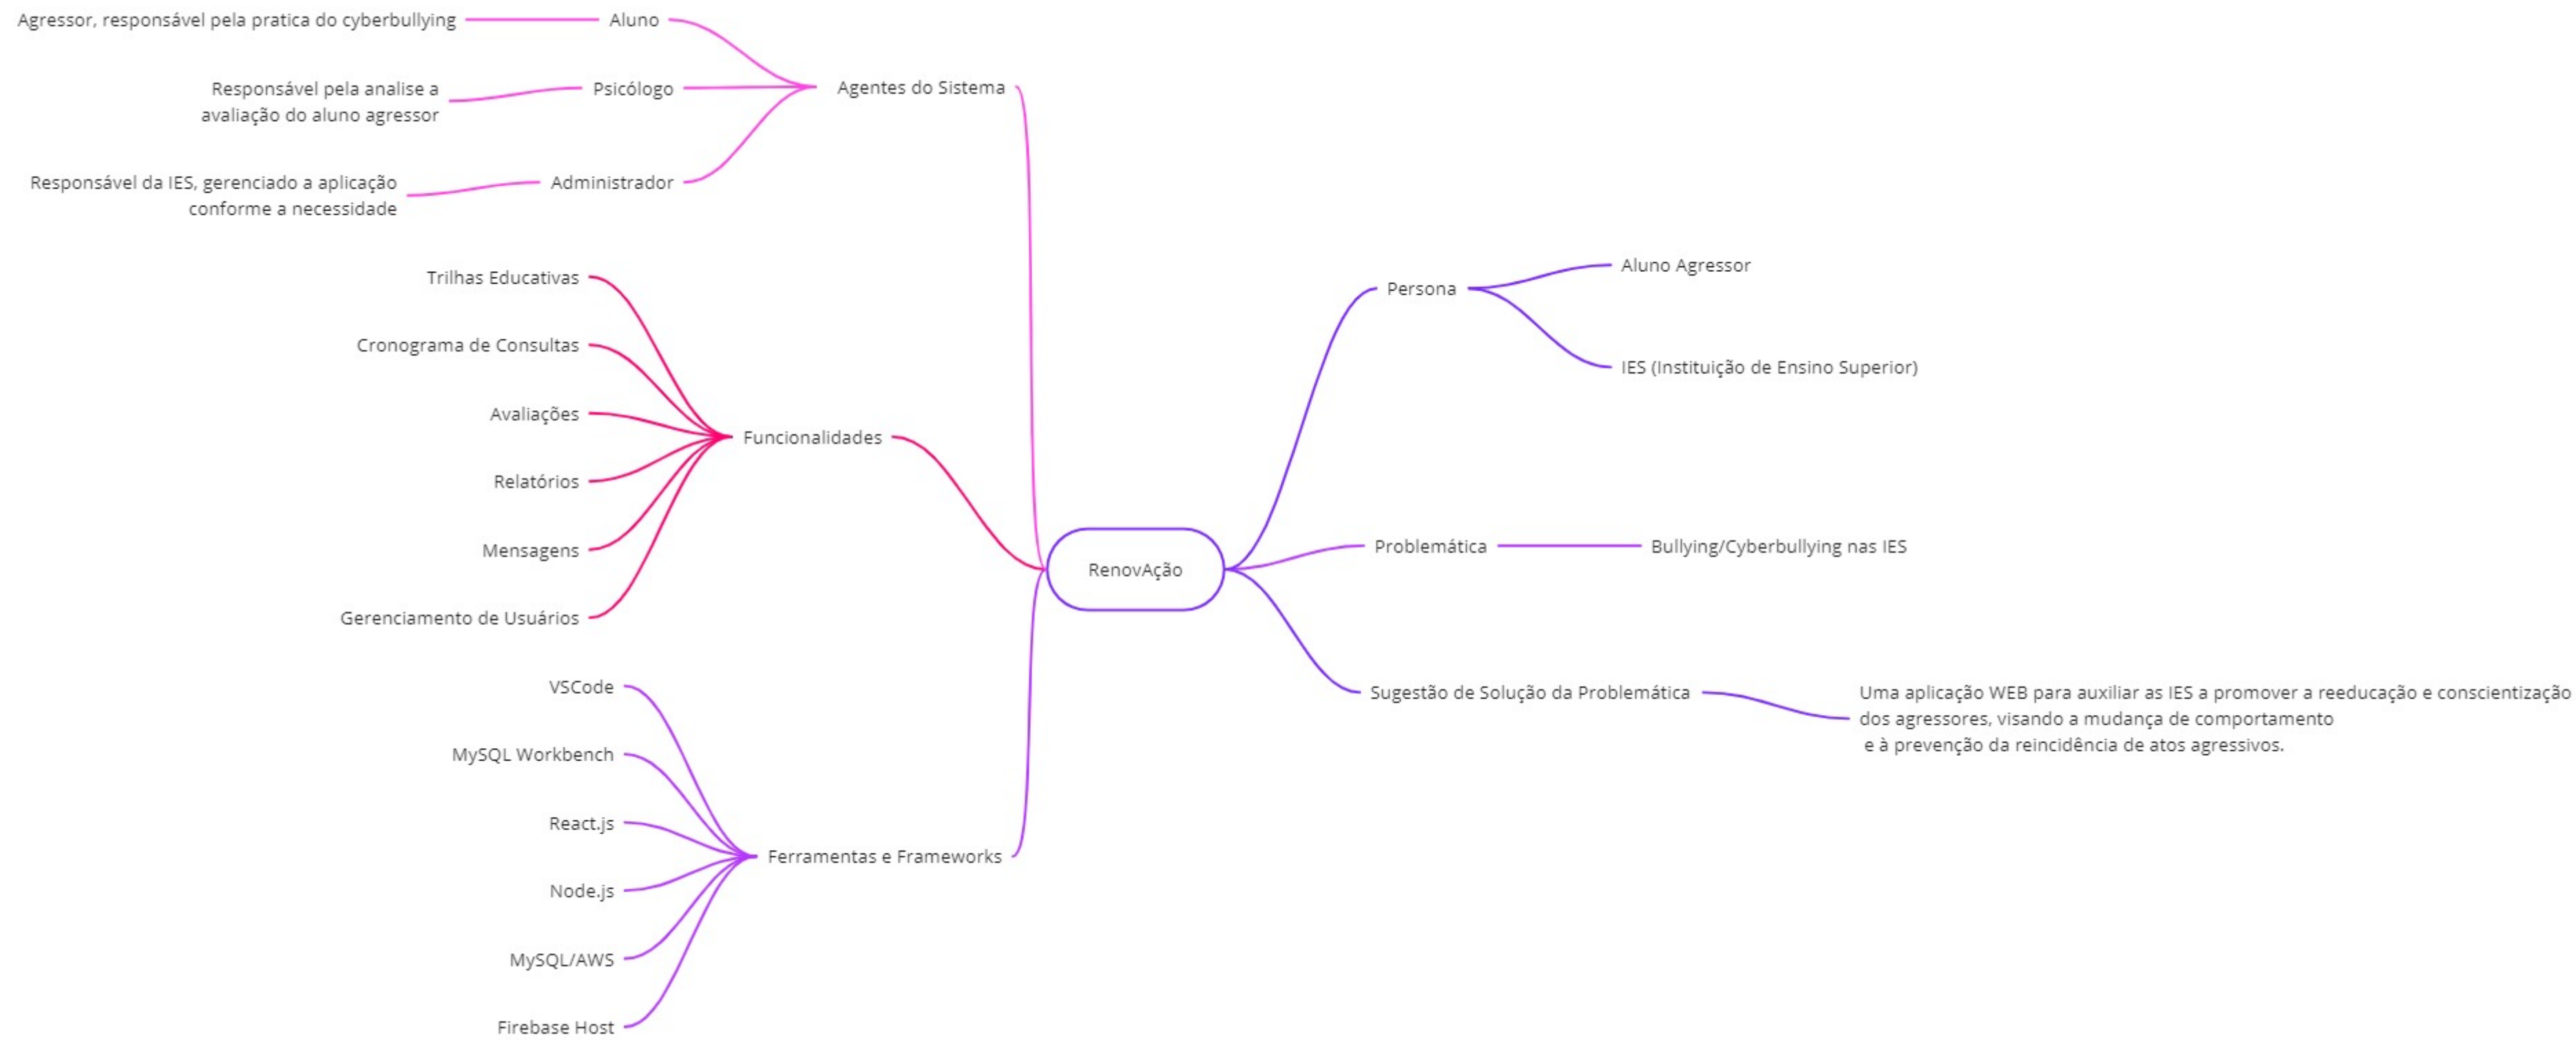 Agressor, responsável pela pratica do cyberbullying
Aluno
Responsável pela analise a
avaliação do aluno agressor
Psicólogo
Agentes do Sistema
Responsável da IES, gerenciado a aplicação
conforme a necessidade
Administrador
Trilhas Educativas
Cronograma de Consultas
Avaliações
Funcionalidades
Relatórios
Mensagens
Gerenciamento de Usuários
VSCode
MySQL Workbench
React.js
Ferramentas e Frameworks
Node.js
MySQL/AWS
Firebase Host
RenovAção
Persona
Aluno Agressor
IES (Instituição de Ensino Superior)
Problemática
Bullying/Cyberbullying nas IES
Sugestão de Solução da Problemática
Uma aplicação WEB para auxiliar as IES a promover a reeducação e conscientização
dos agressores, visando a mudança de comportamento
e à prevenção da reincidência de atos agressivos.